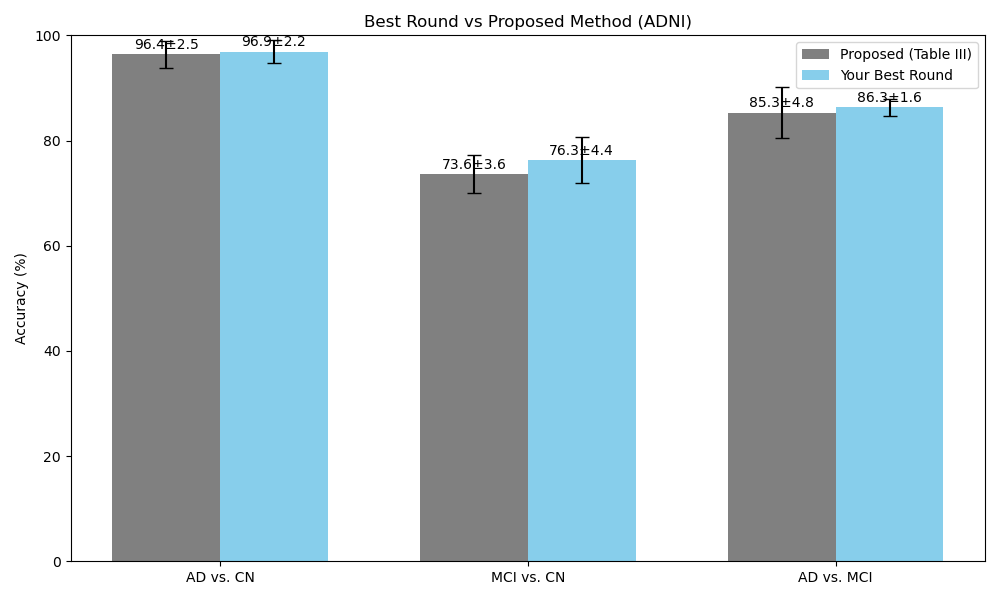 Best Round vs Proposed Method (ADNI)
Proposed (Table III)
Your Best Round
96.4±2.5
96.9±2.2
73.6±3.6
76.3±4.4
85.3±4.8
86.3±1.6
Accuracy (%)
100
80
60
40
20
0
AD vs. CN
MCI vs. CN
AD vs. MCI